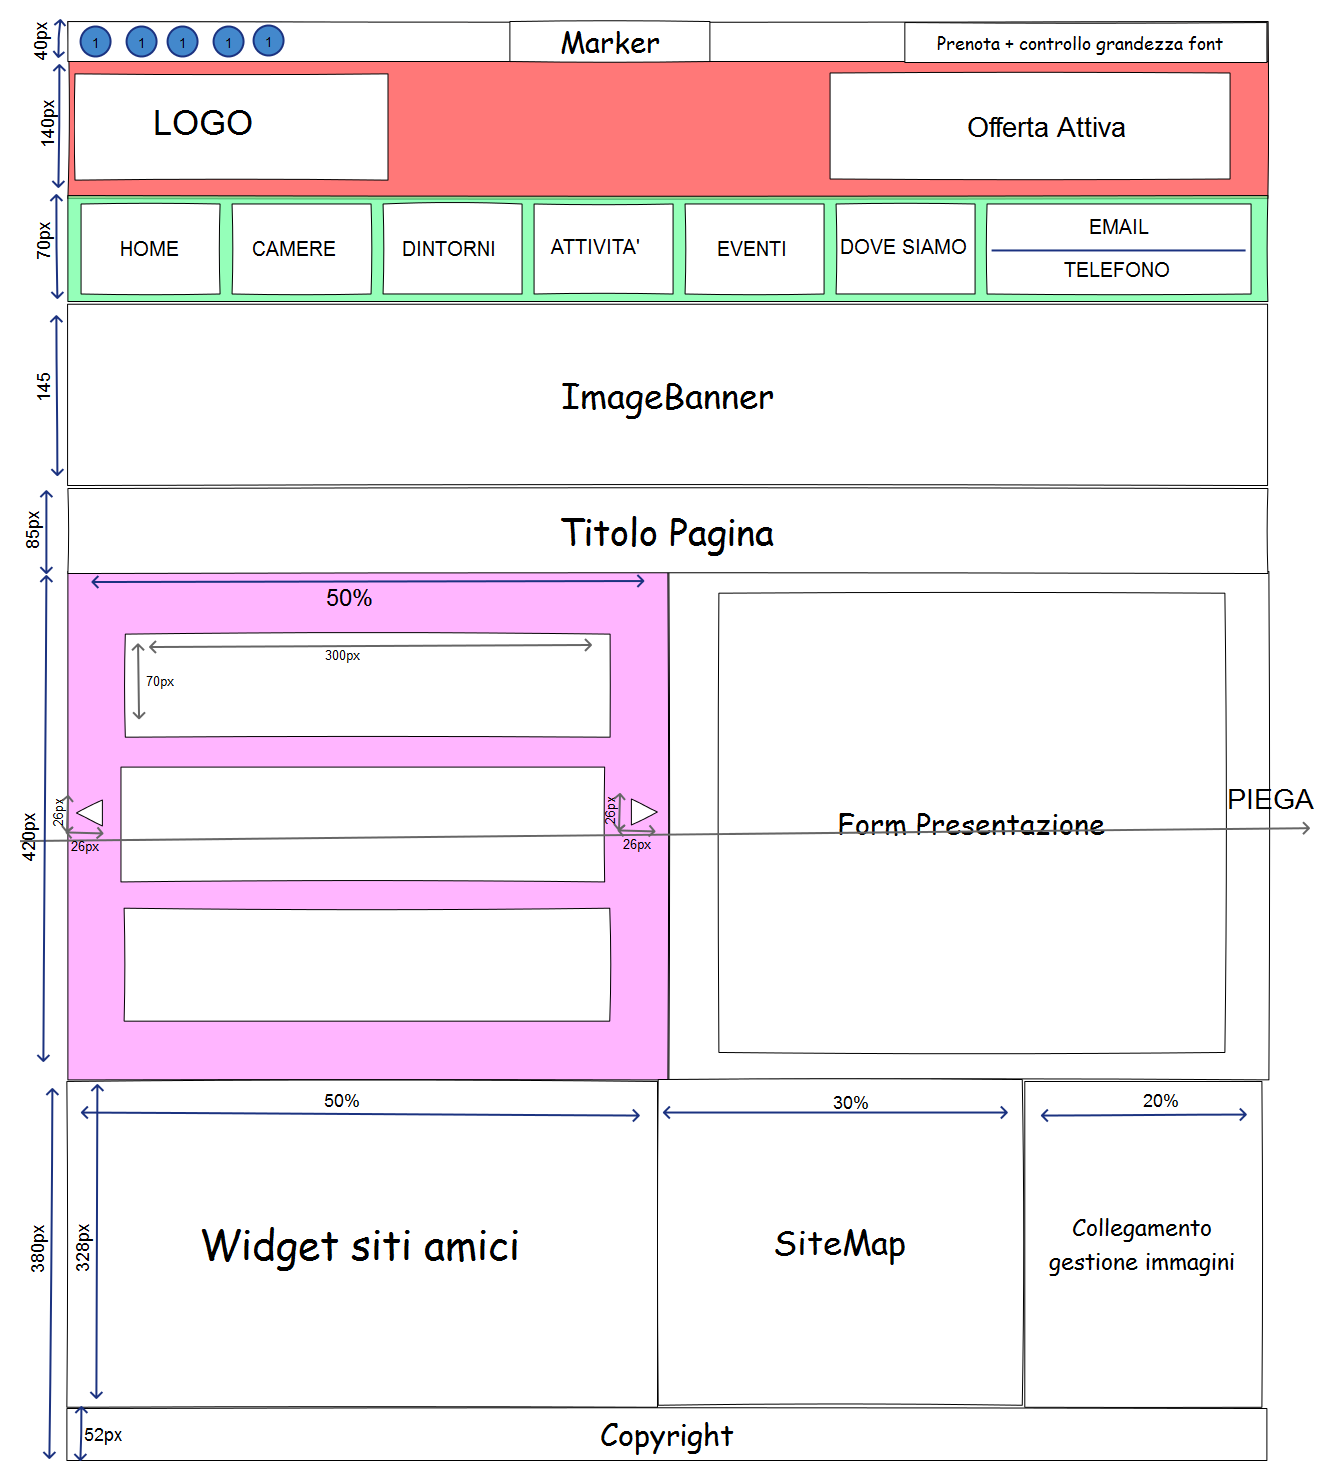 40px
1 1 1 1 1
Marker
Prenota + controllo grandezza font
140px
LOGO
Offerta Attiva
70px
HOME
CAMERE
DINTORNI
ATTIVITA'
EVENTI
DOVE SIAMO
EMAIL
TELEFONO
145
ImageBanner
85px
Titolo Pagina
50%
300px
70px
420px
26px
26px
26px
26px
PIEGA
Form Presentazione
50%
30%
20%
380px
328px
Widget siti amici
SiteMap
Collegamento
gestione immagini
52px
Copyright